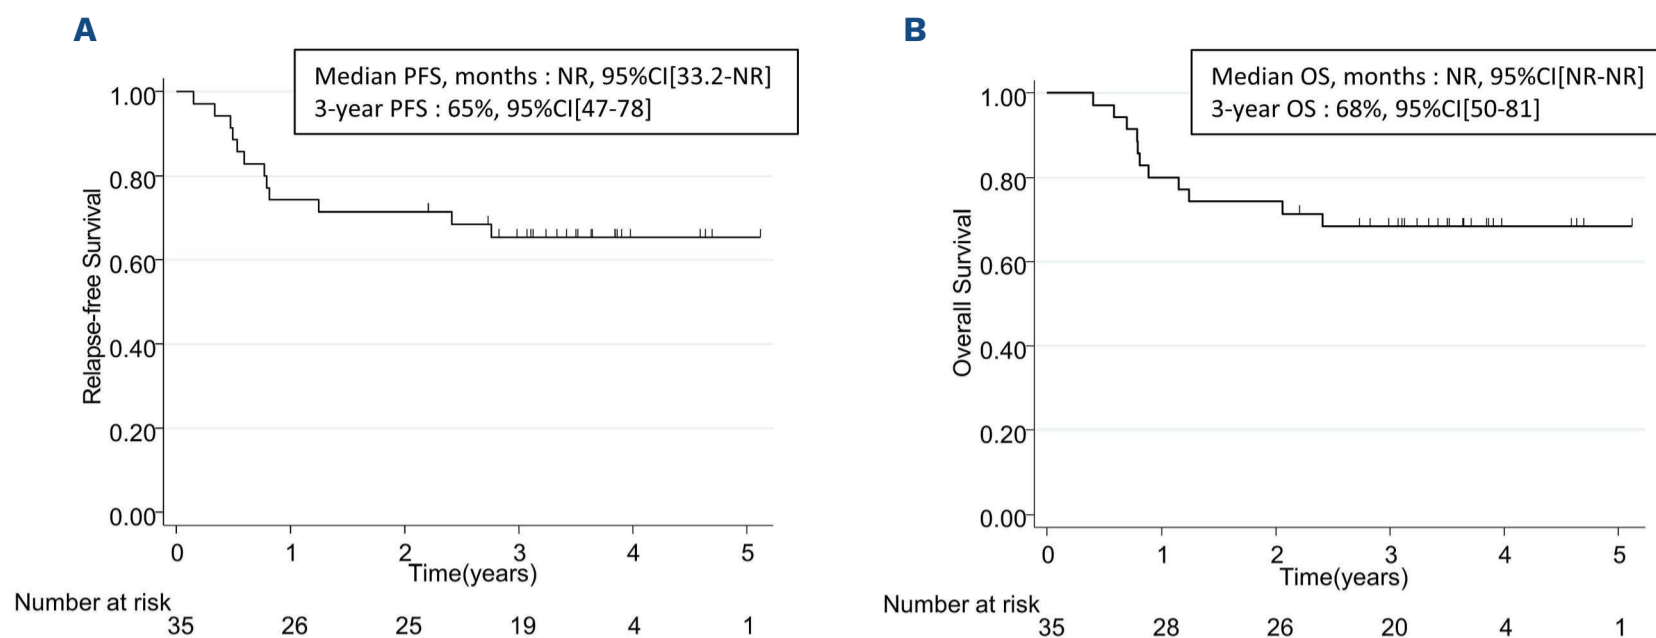 A
Median PFS, months : NR, 95%CI[33.2-NR]
3-year PFS : 65%, 95%CI[47-78]
Relapse-free Survival
1.00
0.80
0.60
0.40
0.20
0.00
0 1 2 3 4 5
Time(years)
Number at risk
35 26 25 19 4 1
B
Median OS, months : NR, 95%CI[NR-NR]
3-year OS : 68%, 95%CI[50-81]
Overall Survival
1.00
0.80
0.60
0.40
0.20
0.00
0 1 2 3 4 5
Time(years)
Number at risk
35 28 26 20 4 1